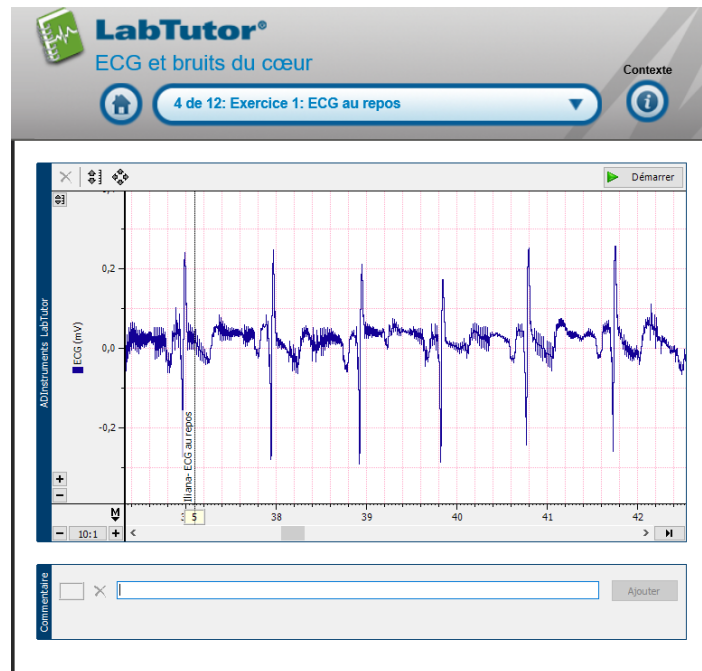 LabTutor®
ECG et bruits du cœur
Contexte
4 de 12: Exercice 1: ECG au repos
Démarrer
ADInstruments LabTutor
ECG (mV)
0,2
0,0
-0,2
Iliana- ECG au repos
M
5
38
39
40
41
42
10:1
Commentaire
Ajouter